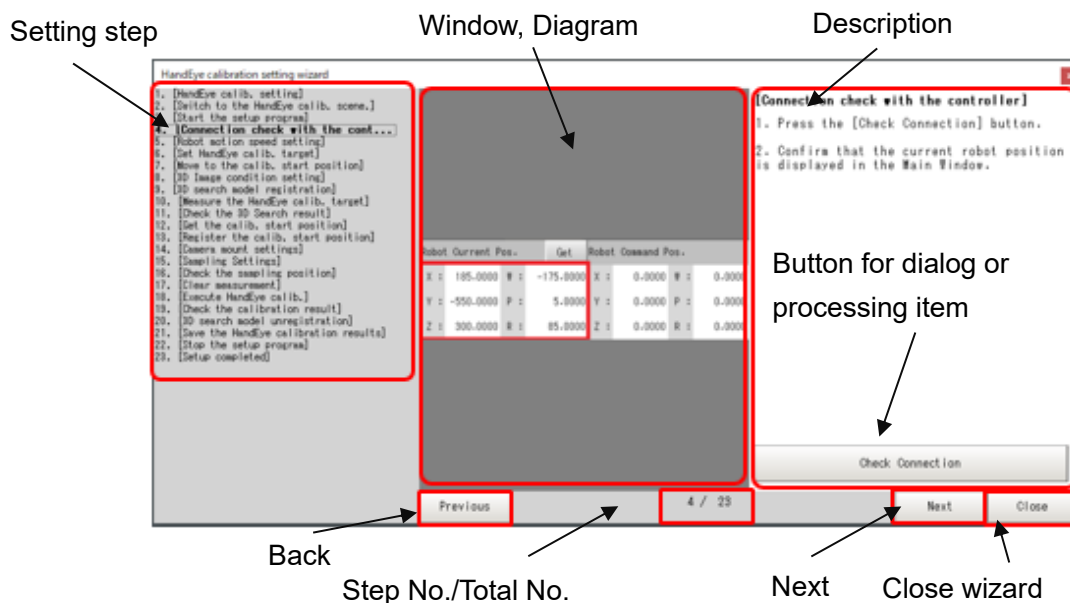 Setting step
Window, Diagram
Description
HandEye calibration setting wizard
1. [HandEye calib. setting]
2. [Switch to the HandEye calib. scene.]
[Start the setup program]
4. [Connection check with the cont...
5. [Robot motion speed setting]
6. [Set HandEye calib. target]
7. [Move to the calib. start position]
8. [3D Image condition setting]
9. [3D search model registration]
10. [Measure the HandEye calib. target]
11. [Check the 3D Search result]
12. [Get the calib. start position]
13. [Register the calib. start position]
14. [Camera mount settings]
15. [Sampling Settings]
16. [Check the sampling position]
17. [Clear measurement]
18. [Execute HandEye calib.]
19. [Check the calibration result]
20. [3D search model unregistration]
21. [Save the HandEye calibration results]
22. [Stop the setup program]
23. [Setup completed]
Robot Current Pos. Get Robot Command Pos.
X : 185.0000 W : -175.0000 X : 0.0000 W : 0.0000
Y : -550.0000 P : 5.0000 Y : 0.0000 P : 0.0000
Z : 300.0000 R : 85.0000 Z : 0.0000 R : 0.0000
[Connection check with the controller]
1. Press the [Check Connection] button.
2. Confirm that the current robot position
is displayed in the Main Window.
Button for dialog or
processing item
Check Connection
Previous
4 / 23
Next
Close
Back
Step No./Total No.
Next
Close wizard